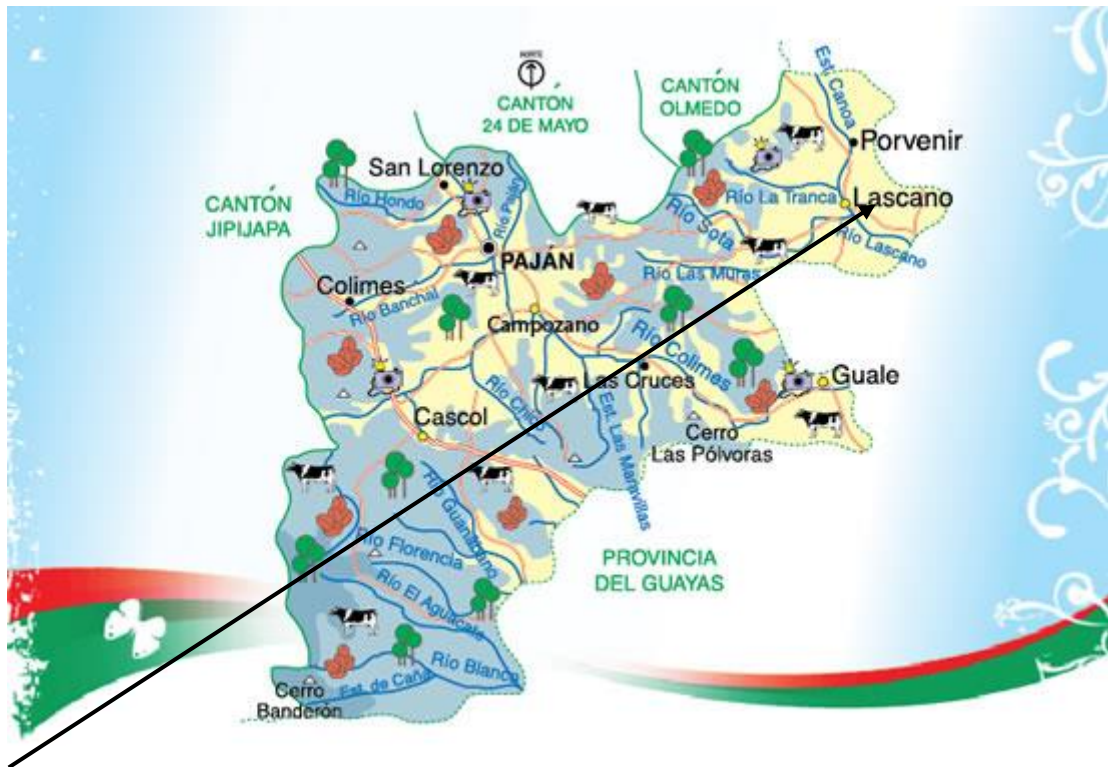 NORTE
CANTÓN
24 DE MAYO
CANTÓN
OLMEDO
Est. Canoa
Porvenir
San Lorenzo
Río Hondo
Río Paján
Río La Tranca
Lascano
CANTÓN
JIPIJAPA
Río Sota
Río Lascano
PAJÁN
Río Las Muras
Colimes
Río Banchal
Campozano
Río Colimes
Las Cruces
Guale
Río Chico
Cascol
Est. Las Maravillas
Cerro
Las Pólvoras
Río Guanábano
Río Florencia
PROVINCIA
DEL GUAYAS
Río El Aguacate
Río Blanco
Est. de Caña
Cerro
Banderón